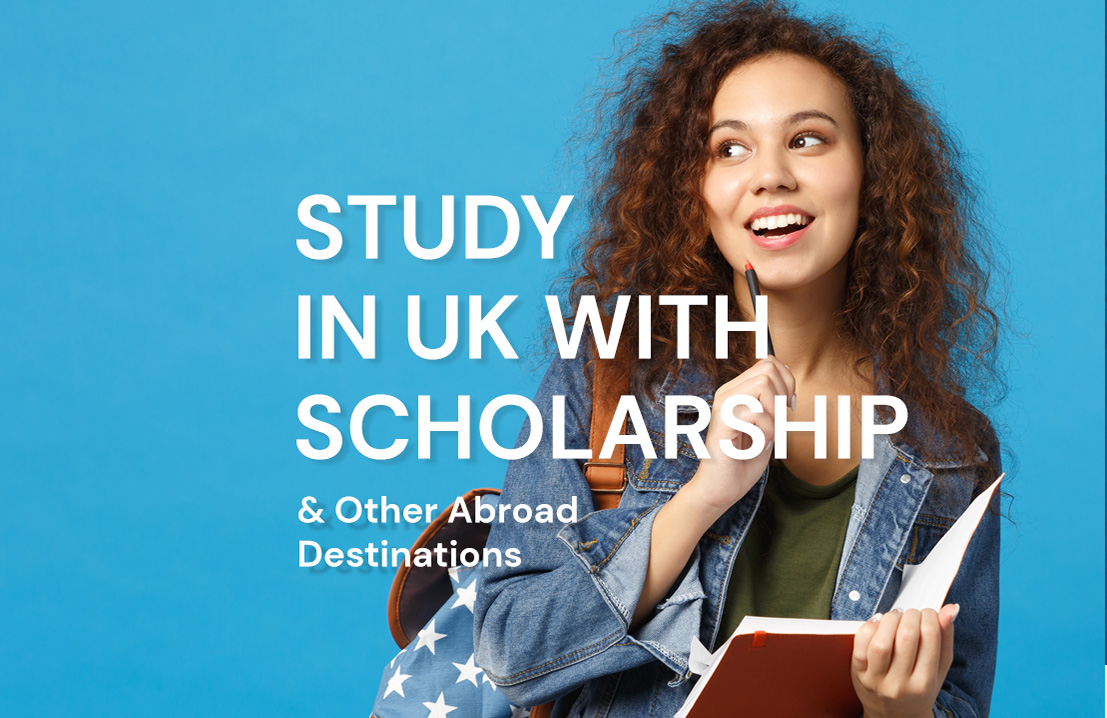 STUDY
IN UK WITH
SCHOLARSHIP
& Other Abroad
Destinations